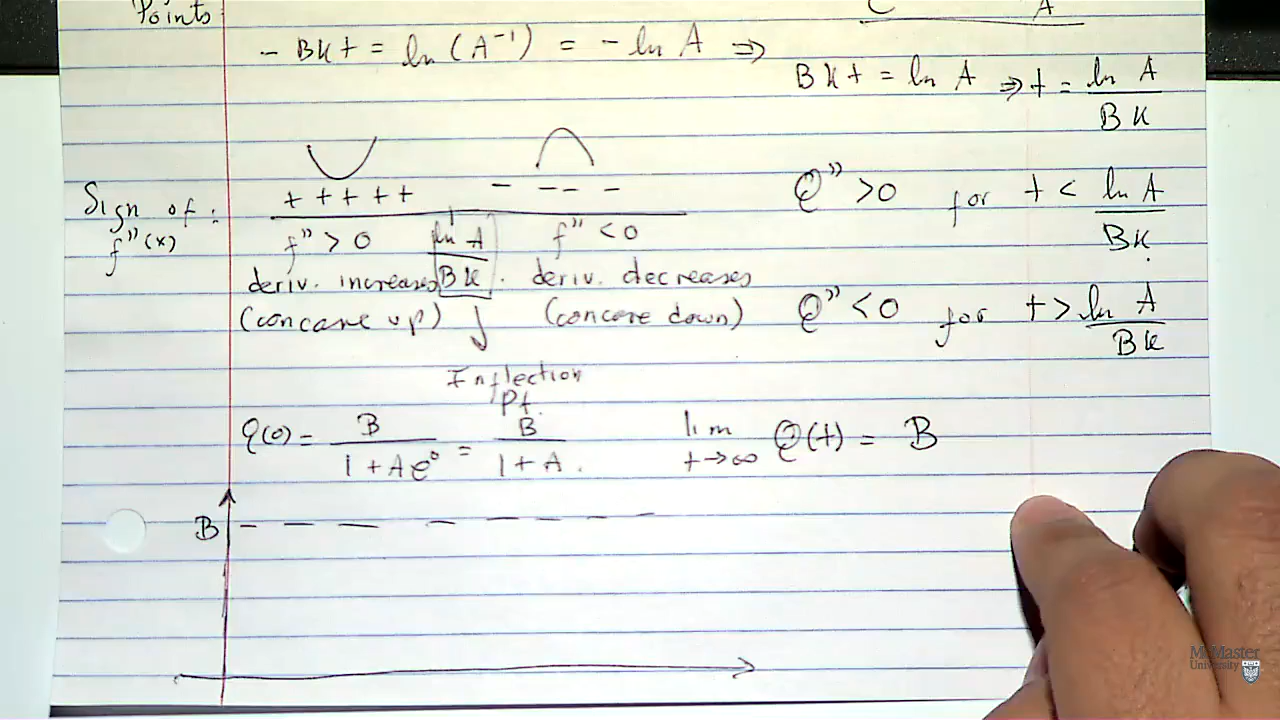 Points
- Bkt = ln (A⁻¹) = - ln A ⇒
Bkt = ln A ⇒ t = ln A / Bk
+ + + + + - - - -
Sign of : f''(x)
f'' > 0 ln A / Bk f'' < 0
deriv. increases . deriv. decreases
(concave up) (concave down)
Inflection
Pt.
Q'' > 0 for t < ln A / Bk
Q'' < 0 for t > ln A / Bk
Q(0) = B / 1 + Ae⁰ = B / 1 + A .
lim t→∞ Q(t) = B
B
McMaster
University